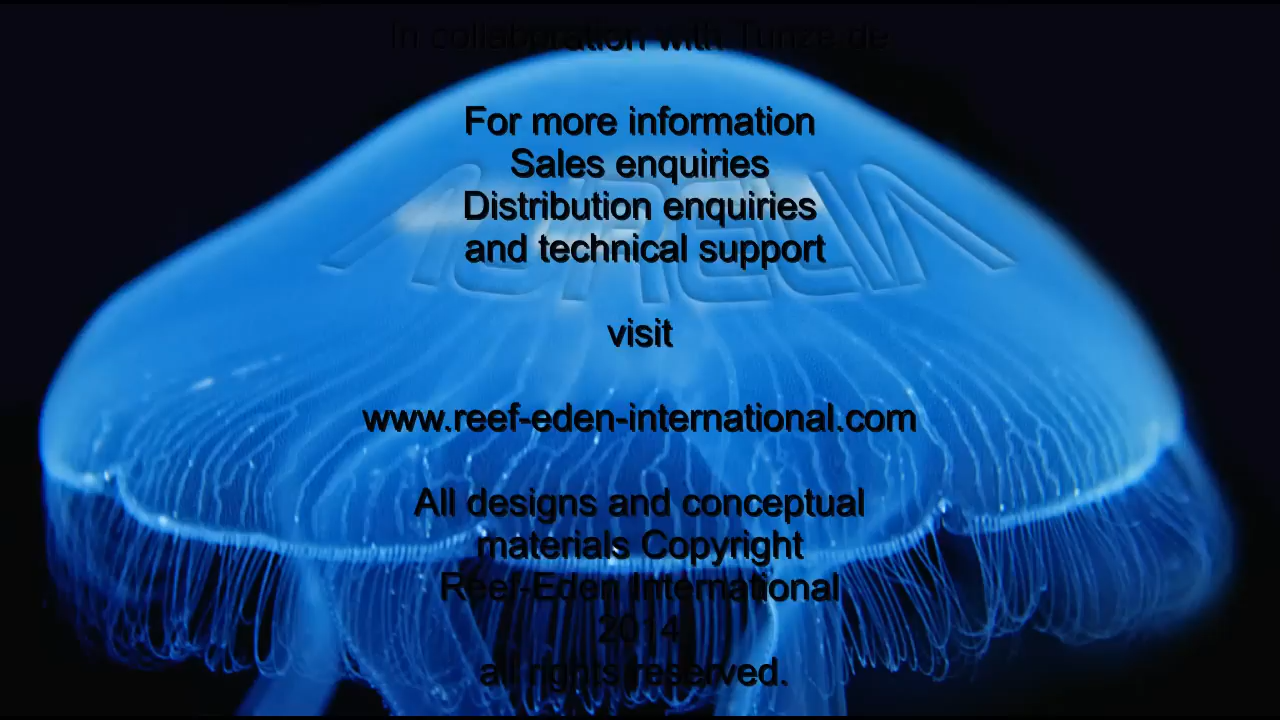 In collaboration with Tunze de
For more information
Sales enquiries
Distribution enquiries
and technical support
AURELIA
visit
www.reef-eden-international.com
All designs and conceptual
materials Copyright
Reef-Eden International
2014
all rights reserved.